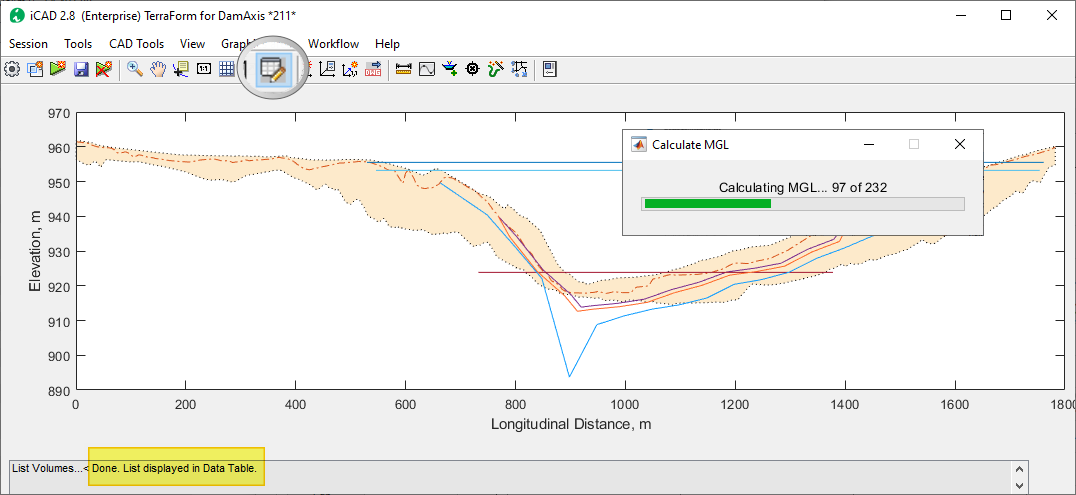 iCAD 2.8 (Enterprise) TerraForm for DamAxis *211*
Session Tools CAD Tools View Workflow Help
1:1
970
960
950
940
930
920
910
900
890
Elevation, m
Calculate MGL
Calculating MGL... 97 of 232
0 200 400 600 800 1000 1200 1400 1600 1800
Longitudinal Distance, m
List Volumes...< Done. List displayed in Data Table.